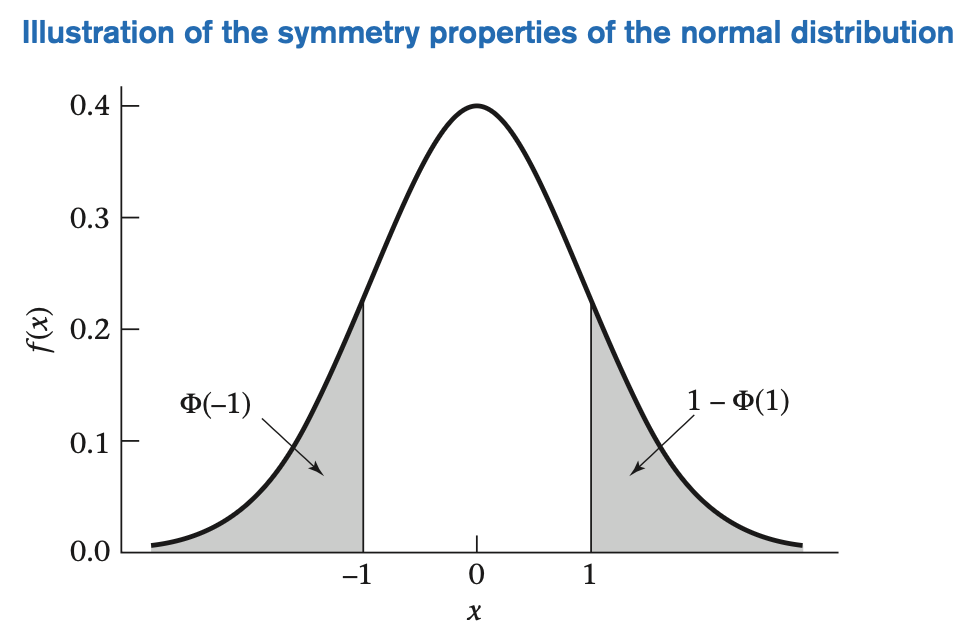 Illustration of the symmetry properties of the normal distribution
0.4
0.3
0.2
0.1
0.0
f(x)
Φ(–1)
1 – Φ(1)
–1 0 1
x